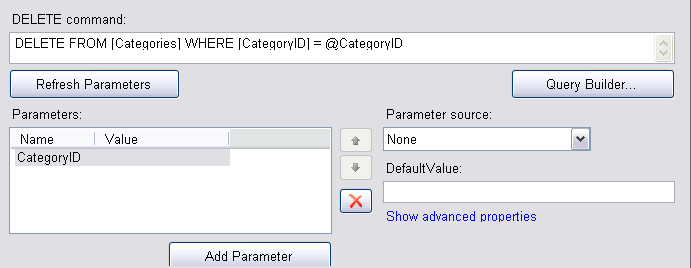 DELETE command:
DELETE FROM [Categories] WHERE [CategoryID] = @CategoryID
Refresh Parameters
Query Builder...
Parameters:
Parameter source:
Name Value
None
CategoryID
DefaultValue:
Show advanced properties
Add Parameter